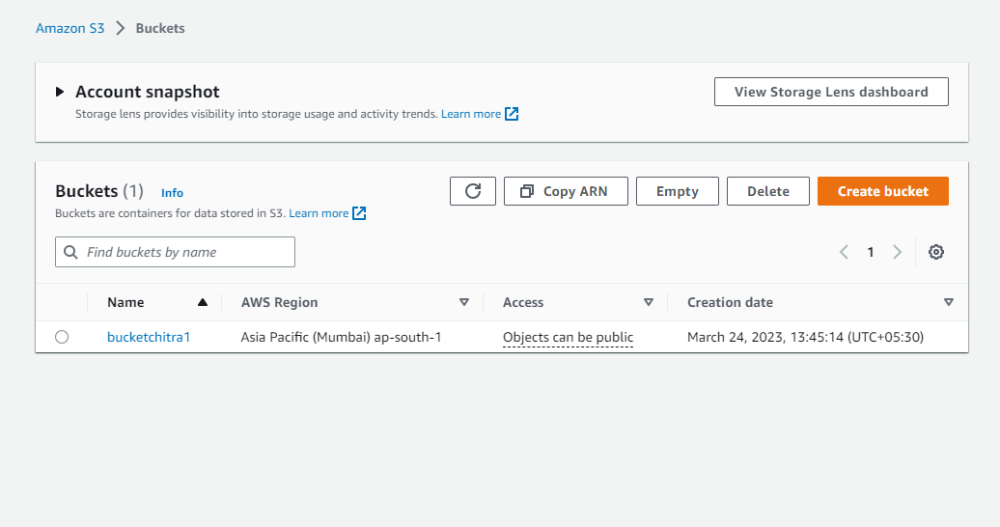 Amazon S3 > Buckets
Account snapshot
View Storage Lens dashboard
Storage lens provides visibility into storage usage and activity trends. Learn more
Buckets (1) Info
Copy ARN Empty Delete Create bucket
Buckets are containers for data stored in S3. Learn more
Find buckets by name
1
Name AWS Region Access Creation date
bucketchitra1 Asia Pacific (Mumbai) ap-south-1 Objects can be public March 24, 2023, 13:45:14 (UTC+05:30)